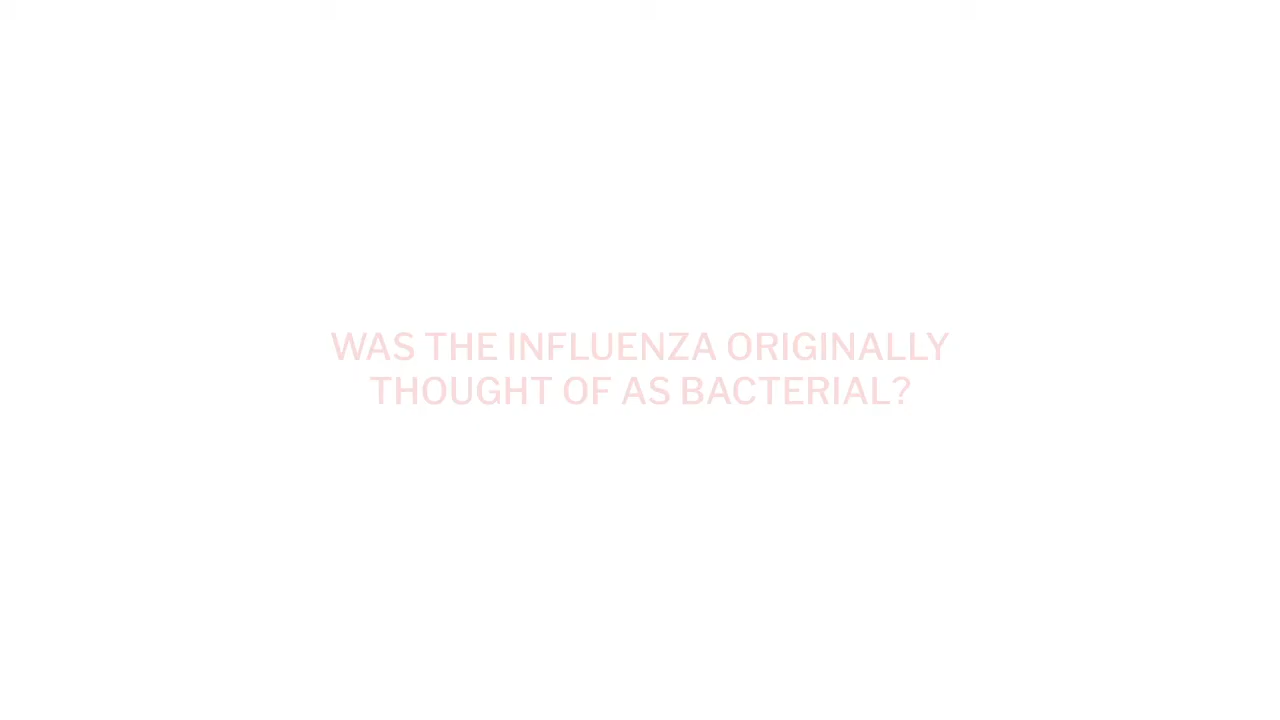 WAS THE INFLUENZA ORIGINALLY
THOUGHT OF AS BACTERIAL?